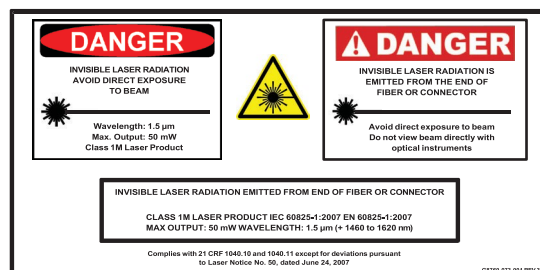 DANGER
INVISIBLE LASER RADIATION
AVOID DIRECT EXPOSURE
TO BEAM
Wavelength: 1.5 µm
Max. Output: 50 mW
Class 1M Laser Product
DANGER
INVISIBLE LASER RADIATION IS
EMITTED FROM THE END OF
FIBER OR CONNECTOR
Avoid direct exposure to beam
Do not view beam directly with
optical instruments
INVISIBLE LASER RADIATION EMITTED FROM END OF FIBER OR CONNECTOR
CLASS 1M LASER PRODUCT IEC 60825-1:2007 EN 60825-1:2007
MAX OUTPUT: 50 mW WAVELENGTH: 1.5 µm (+ 1460 to 1620 nm)
Complies with 21 CRF 1040.10 and 1040.11 except for deviations pursuant
to Laser Notice No. 50, dated June 24, 2007